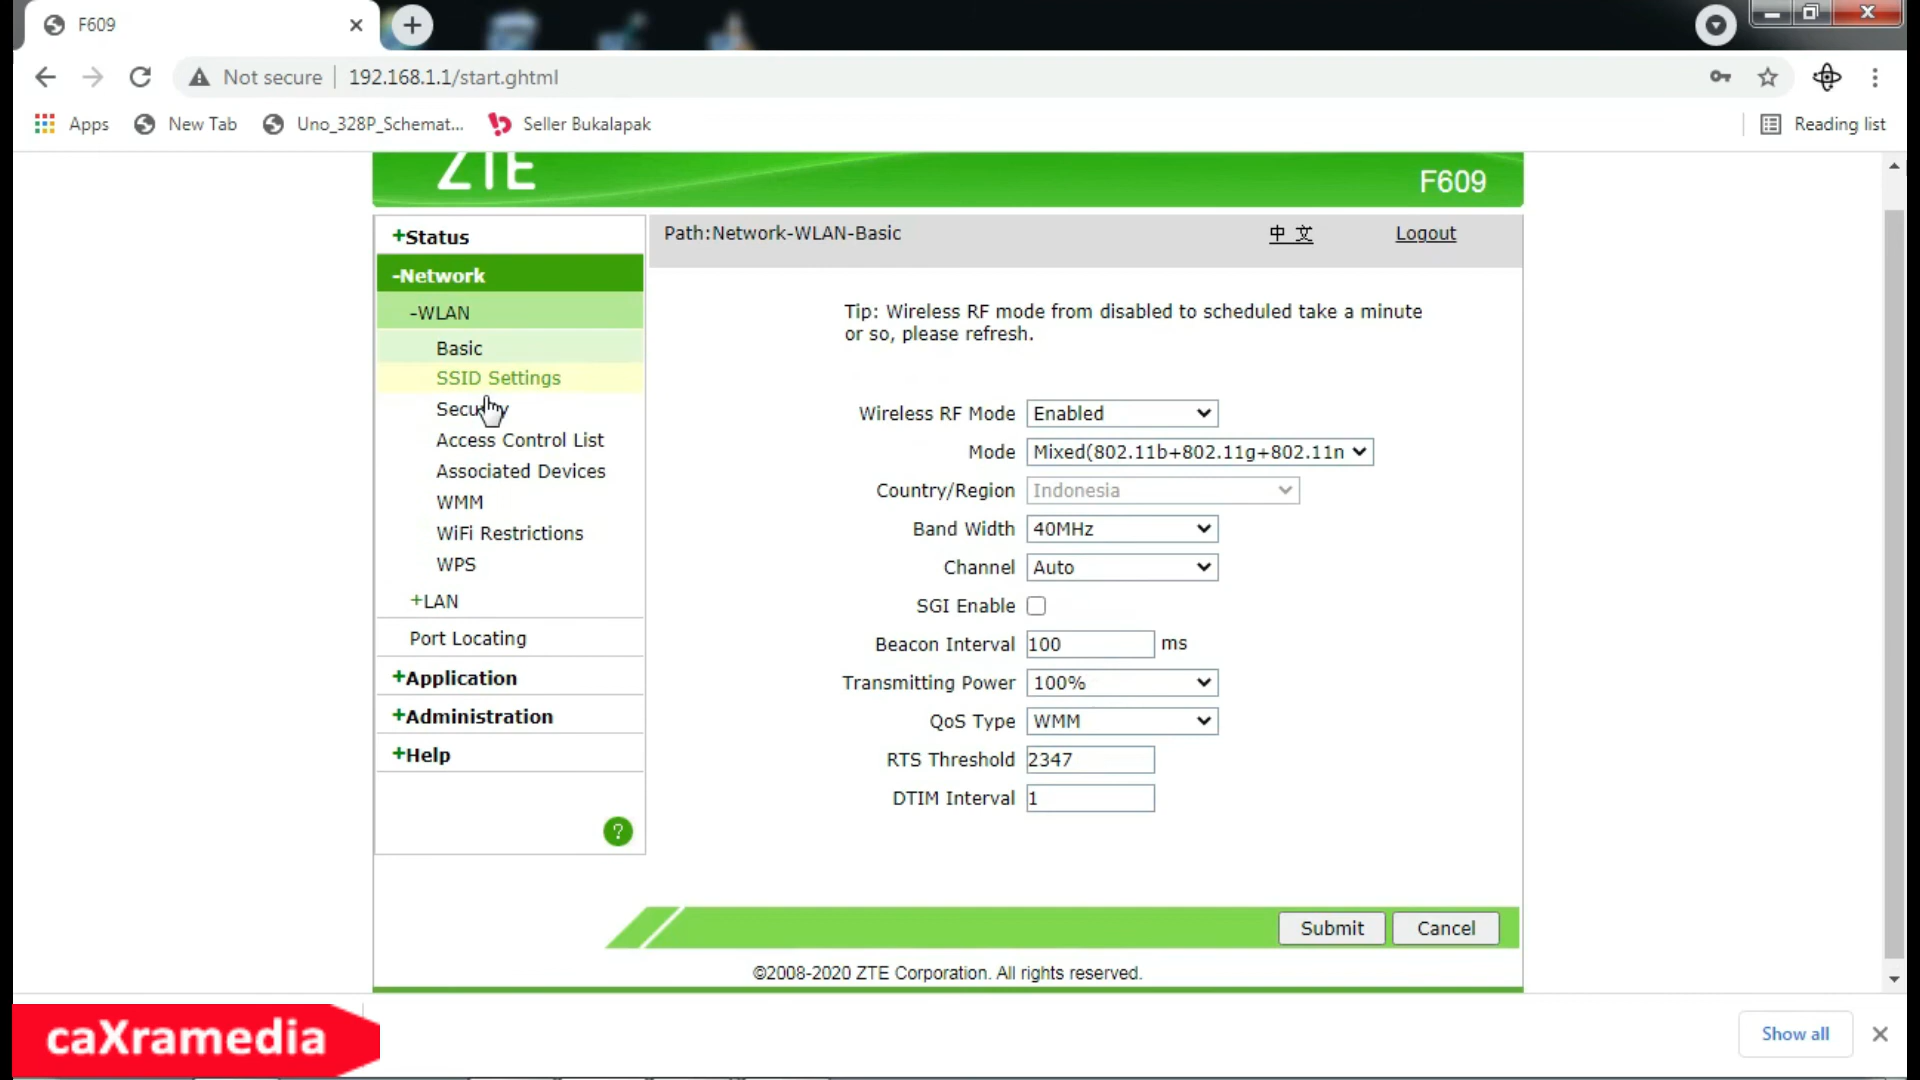 F609
Not secure
192.168.1.1/start.ghtml
Apps
New Tab
Uno_328P_Schemat...
Seller Bukalapak
Reading list
ZTE
F609
+Status
Path:Network-WLAN-Basic
中 文
Logout
-Network
-WLAN
Basic
SSID Settings
Security
Access Control List
Associated Devices
WMM
WiFi Restrictions
WPS
+LAN
Port Locating
+Application
+Administration
+Help
?
Tip: Wireless RF mode from disabled to scheduled take a minute
or so, please refresh.
Wireless RF Mode Enabled
Mode Mixed(802.11b+802.11g+802.11n
Country/Region Indonesia
Band Width 40MHz
Channel Auto
SGI Enable
Beacon Interval 100 ms
Transmitting Power 100%
QoS Type WMM
RTS Threshold 2347
DTIM Interval 1
Submit
Cancel
©2008-2020 ZTE Corporation. All rights reserved.
caXramedia
Show all